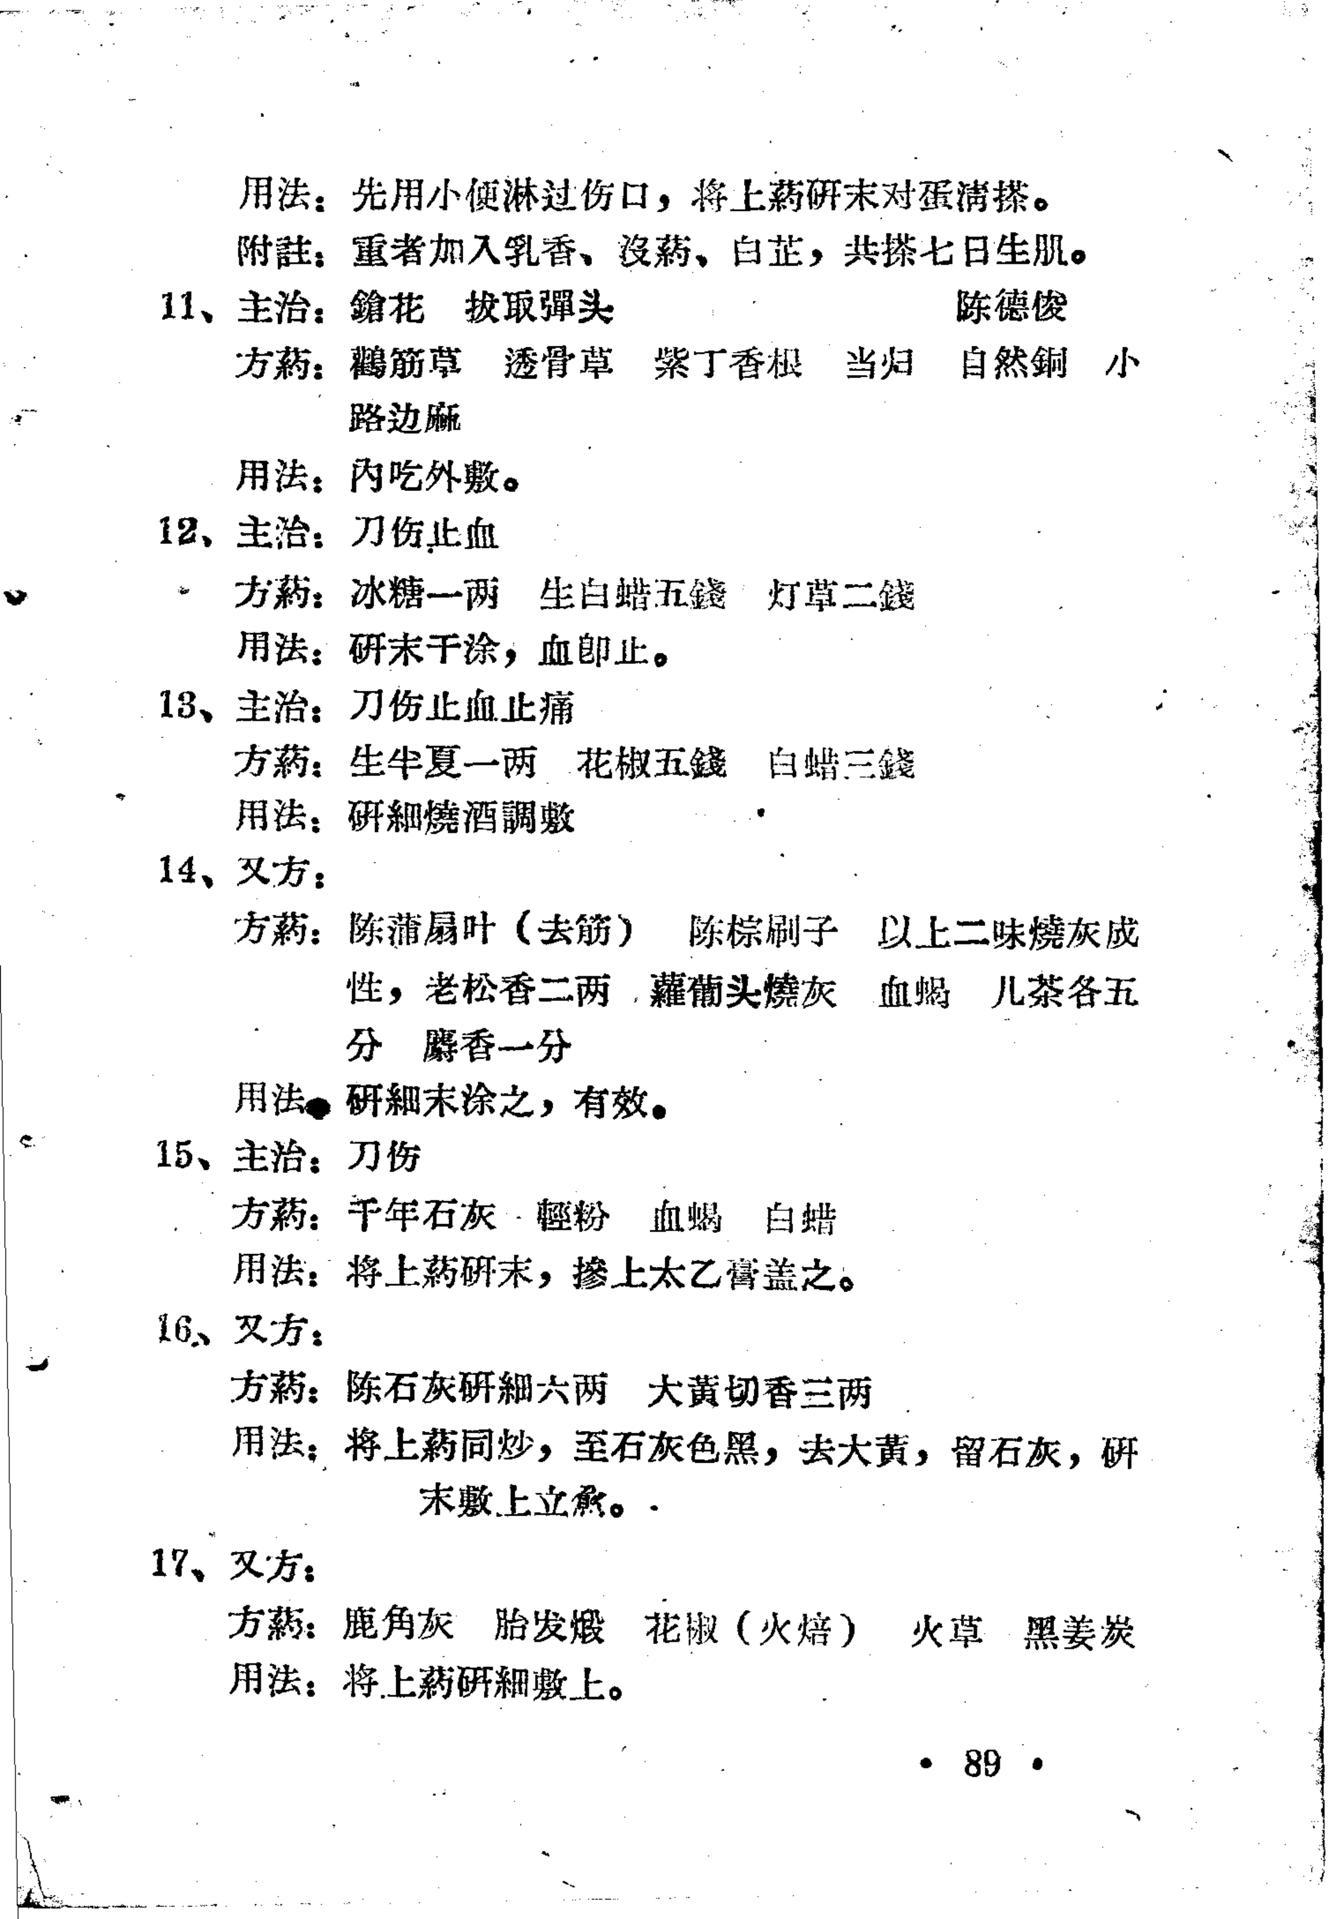 用法：先用小便淋过伤口，将上葯研末对蛋清搽。
附註：重者加入乳香、沒葯、白芷，共搽七日生肌。
11、主治：鎗花　拔取彈头　陈德俊
方葯：鸛筋草　透骨草　紫丁香根　当归　自然銅　小
路边麻
用法：內吃外敷。
12、主治：刀伤止血
方葯：冰糖一两　生白蜡五錢　灯草二錢
用法：研末干涂，血卽止。
13、主治：刀伤止血止痛
方葯：生半夏一两　花椒五錢　白蜡三錢
用法：研細燒酒調敷
14、又方：
方葯：陈蒲扇叶（去筋）　陈棕刷子　以上二味燒灰成
性，老松香二两　蘿葡头燒灰　血蝎　儿茶各五
分　麝香一分
用法：研細末涂之，有效。
15、主治：刀伤
方葯：千年石灰　輕粉　血蝎　白蜡
用法：将上葯研末，摻上太乙膏盖之。
16、又方：
方葯：陈石灰研細六两　大黃切香三两
用法：将上葯同炒，至石灰色黑，去大黃，留石灰，研
末敷上立愈。
17、又方：
方葯：鹿角灰　胎发煅　花椒（火焙）　火草　黑姜炭
用法：将上葯研細敷上。
• 89 •